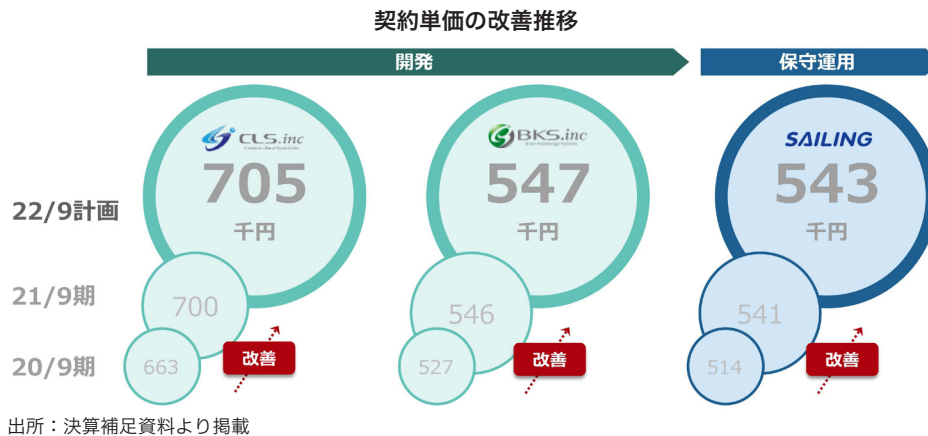 契約単価の改善推移
開発
保守運用
CLS.inc
BKS.inc
Brain Knowledge Systems
SAILING
22/9計画
705
千円
547
千円
543
千円
21/9期
700
546
541
20/9期
663
改善
527
改善
514
改善
出所：決算補足資料より掲載